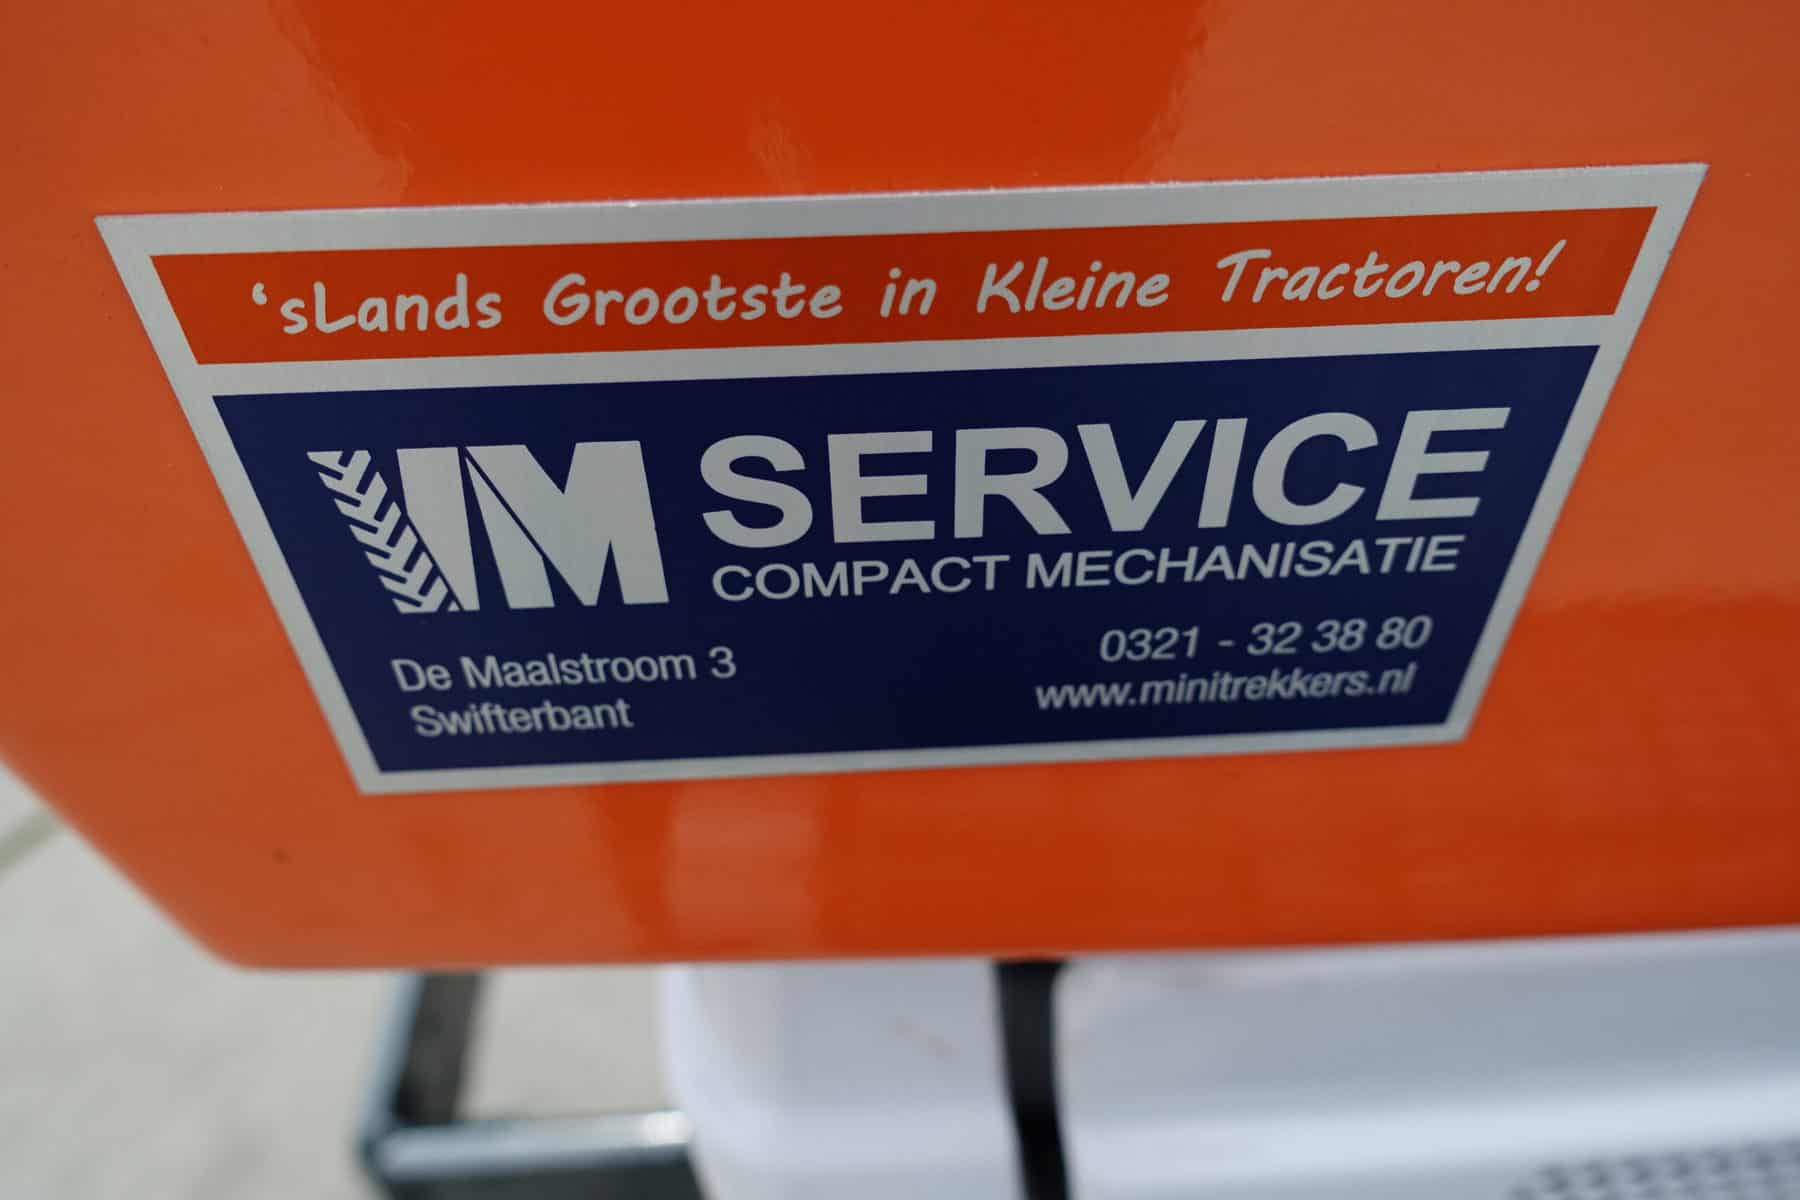 'sLands Grootste in Kleine Tractoren!
IM SERVICE
COMPACT MECHANISATIE
De Maalstroom 3
Swifterbant
0321 - 32 38 80
www.minitrekkers.nl